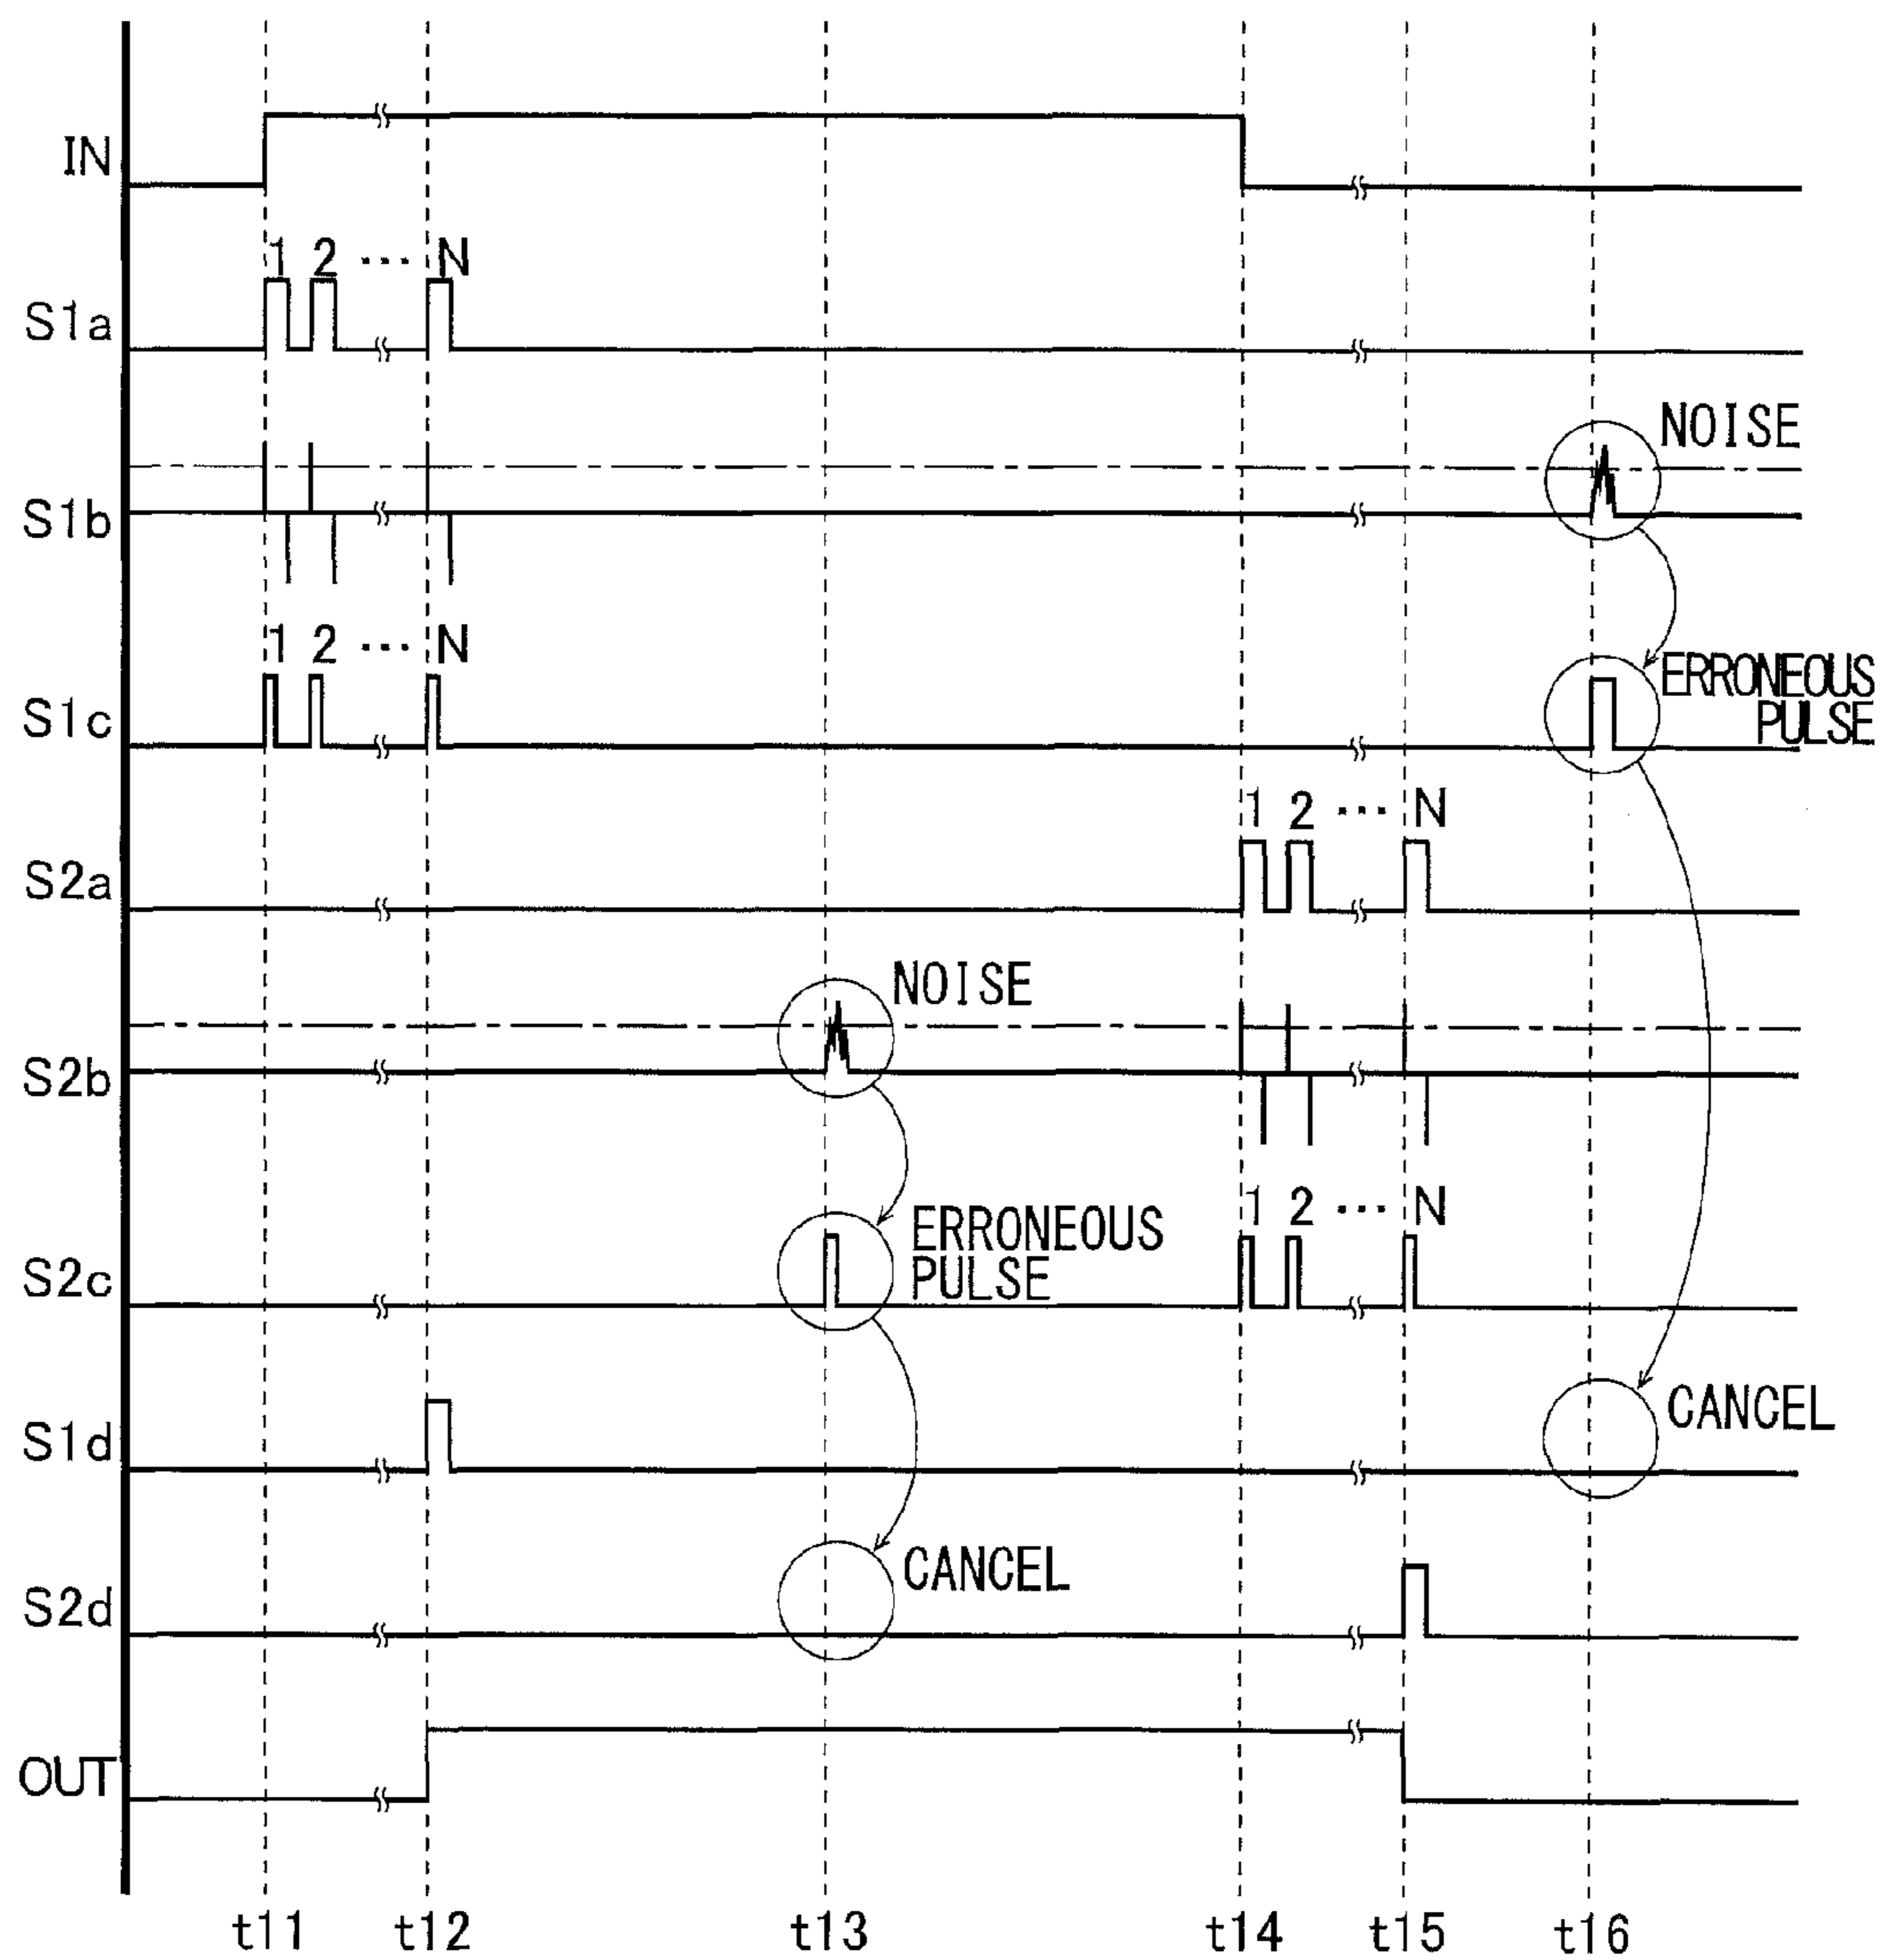 IN
1 2 ... N
S1a
NOISE
S1b
1 2 ... N
ERRONEOUS
PULSE
S1c
1 2 ... N
S2a
NOISE
S2b
1 2 ... N
ERRONEOUS
PULSE
S2c
CANCEL
S1d
CANCEL
S2d
OUT
t11 t12 t13 t14 t15 t16